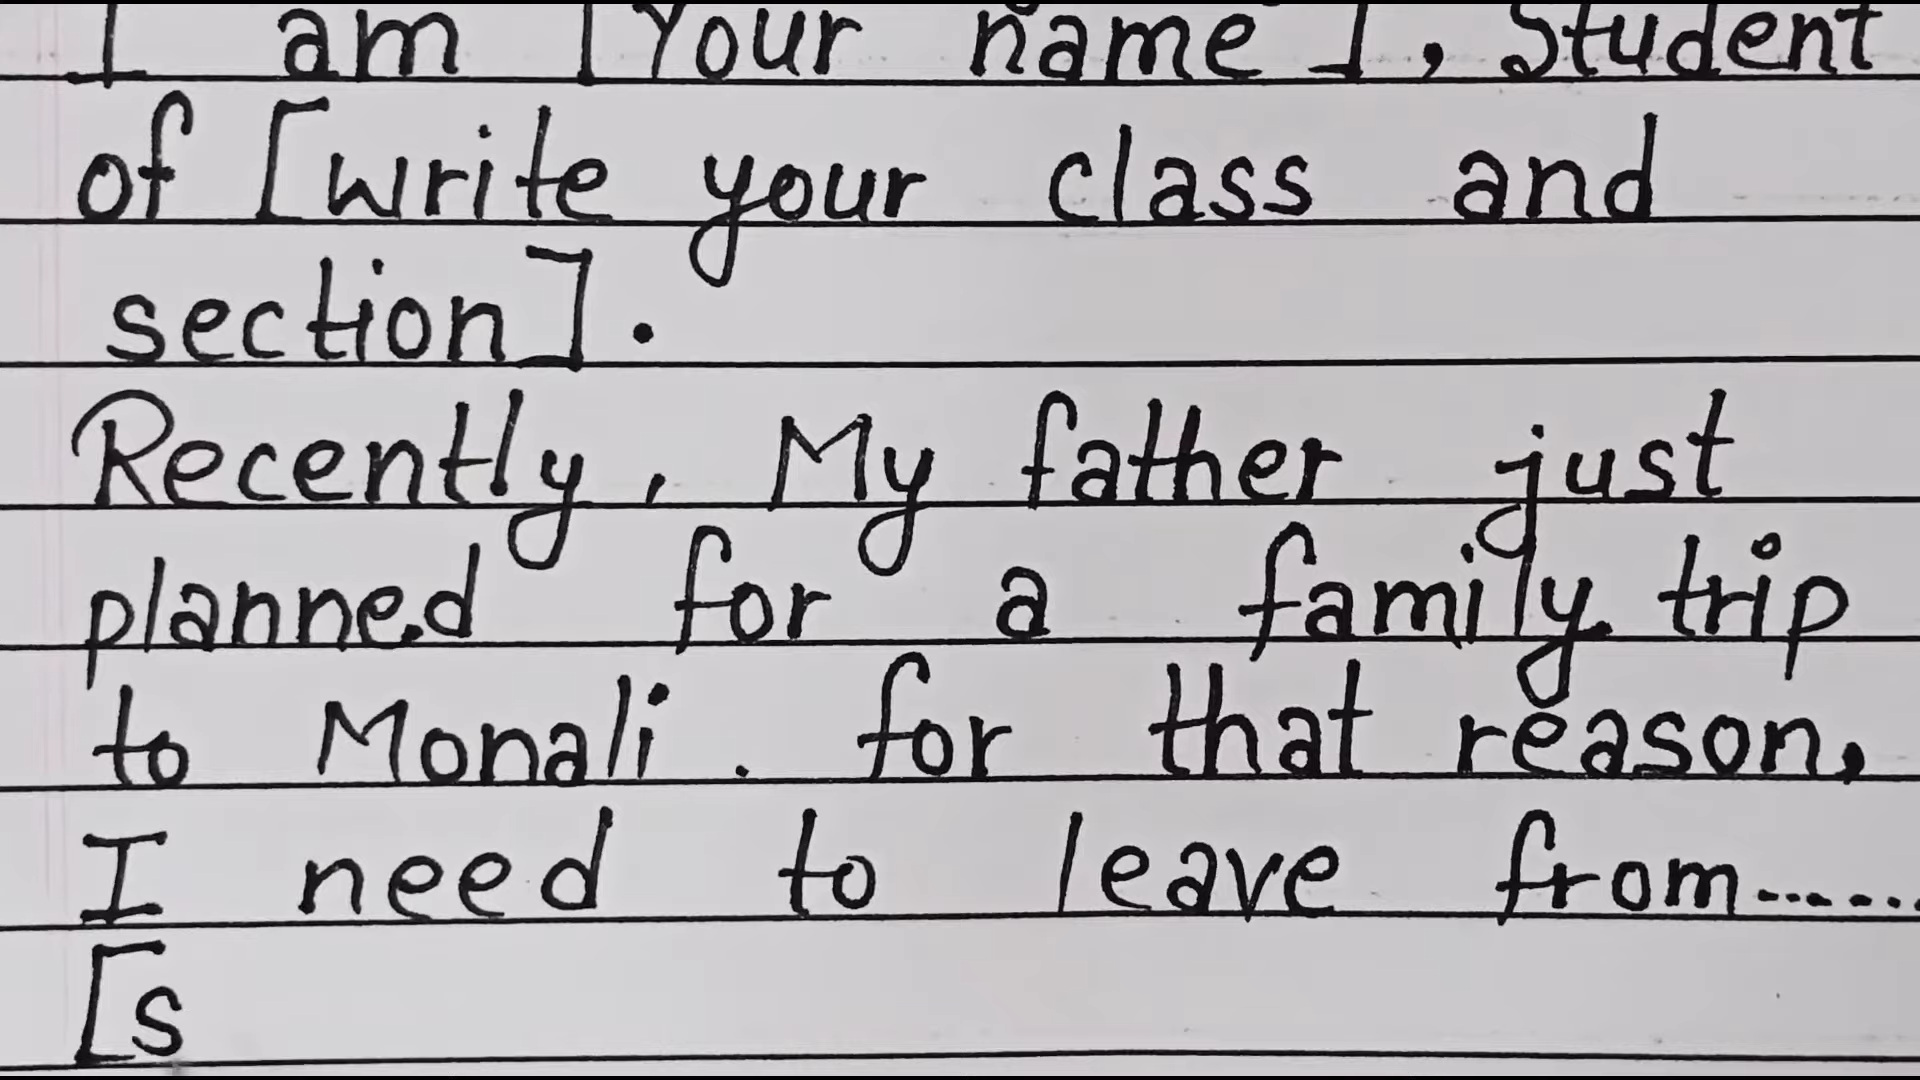 I am [Your name], Student
of [write your class and
section].
Recently, My father just
planned for a family trip
to Monali. for that reason,
I need to leave from......
[s